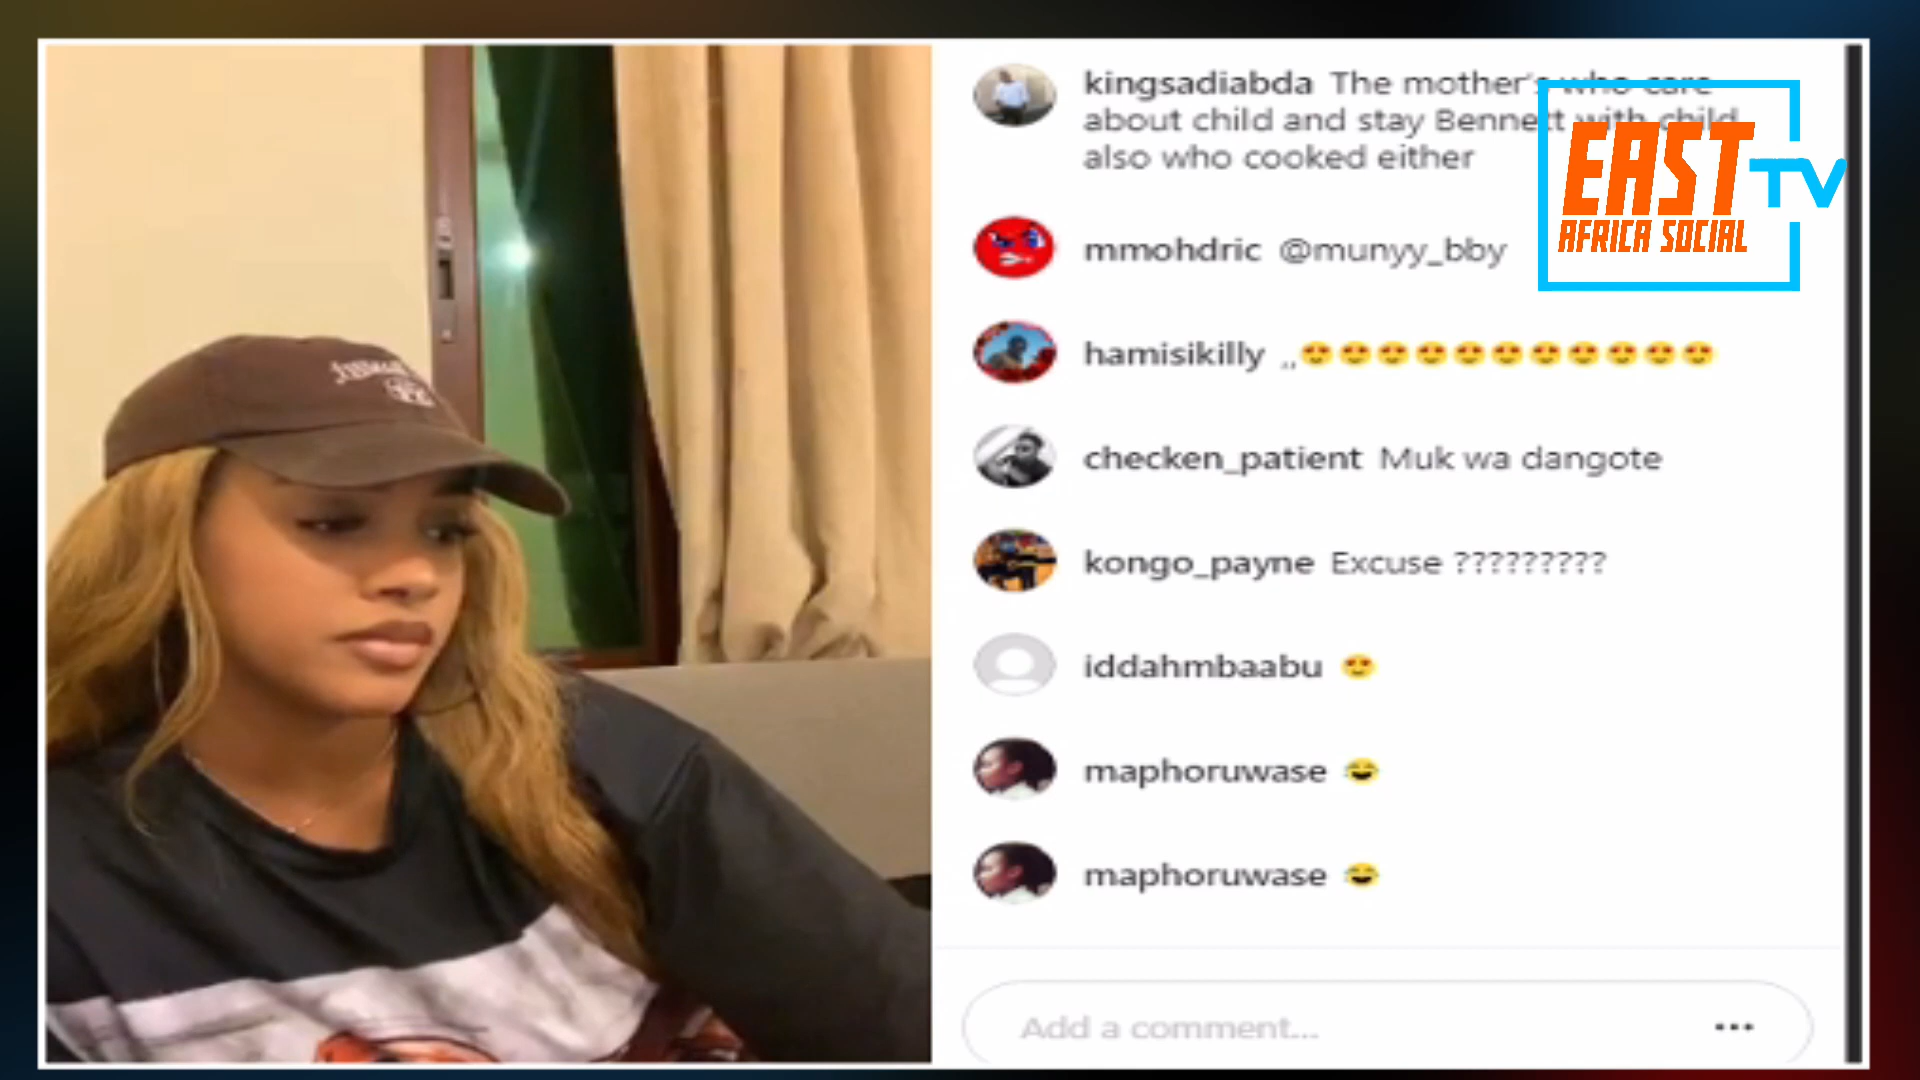 kingsadiabda The mother's who care
about child and stay Bennett with child
also who cooked either
EAST TV
AFRICA SOCIAL
mmohdric @munyy_bby
hamisikilly ,,😍😍😍😍😍😍😍😍😍😍😍
checken_patient Muk wa dangote
kongo_payne Excuse ?????????
iddahmbaabu 😍
maphoruwase 😂
maphoruwase 😂
Add a comment...